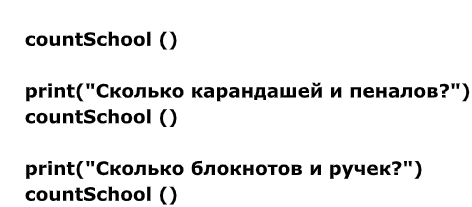 countSchool ()
print("Сколько карандашей и пеналов?")
countSchool ()
print("Сколько блокнотов и ручек?")
countSchool ()